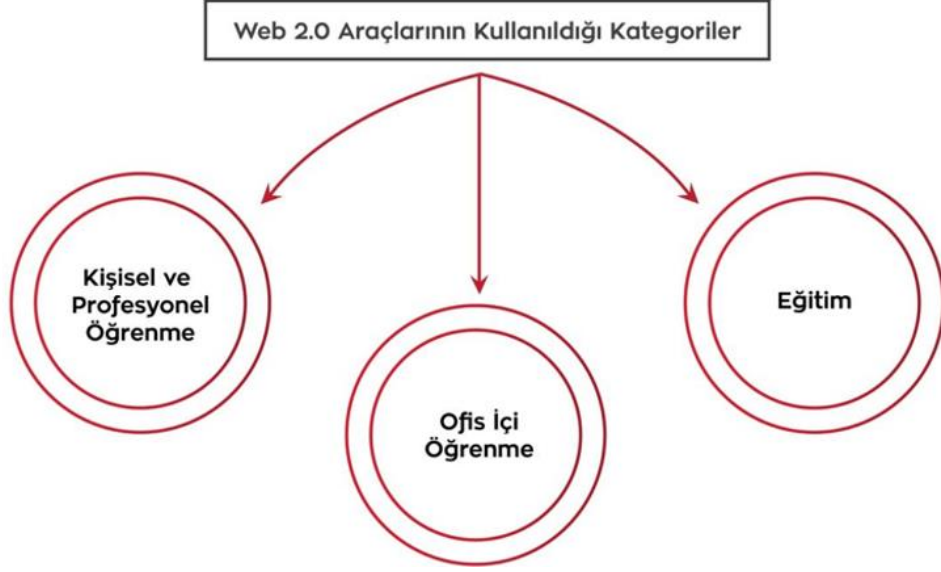 Web 2.0 Araçlarının Kullanıldığı Kategoriler
Kişisel ve
Profesyonel
Öğrenme
Ofis İçi
Öğrenme
Eğitim